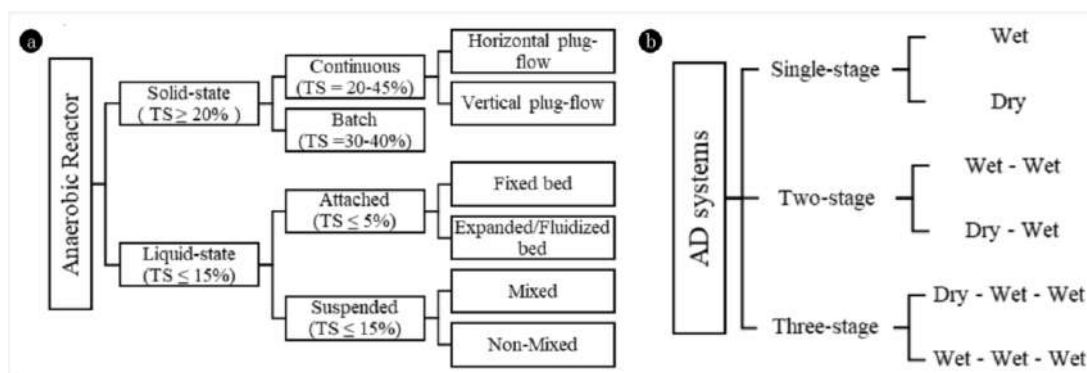 a
Anaerobic Reactor
Solid-state
( TS ≥ 20% )
Continuous
(TS = 20-45%)
Horizontal plug-
flow
Vertical plug-flow
Batch
(TS =30-40%)
Liquid-state
(TS ≤ 15%)
Attached
(TS ≤ 5%)
Fixed bed
Expanded/Fluidized
bed
Suspended
(TS ≤ 15%)
Mixed
Non-Mixed
b
AD systems
Single-stage
Wet
Dry
Two-stage
Wet - Wet
Dry - Wet
Three-stage
Dry - Wet - Wet
Wet - Wet - Wet